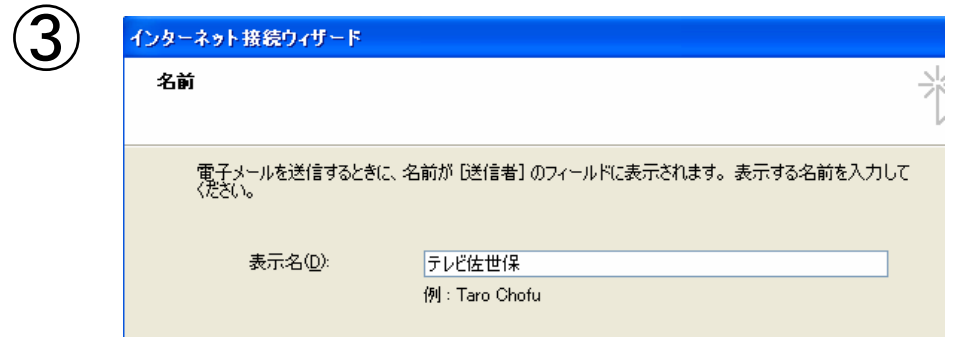 ③
インターネット接続ウィザード
名前
電子メールを送信するときに、名前が [送信者] のフィールドに表示されます。表示する名前を入力して
ください。
表示名(D): テレビ佐世保
例 : Taro Chofu